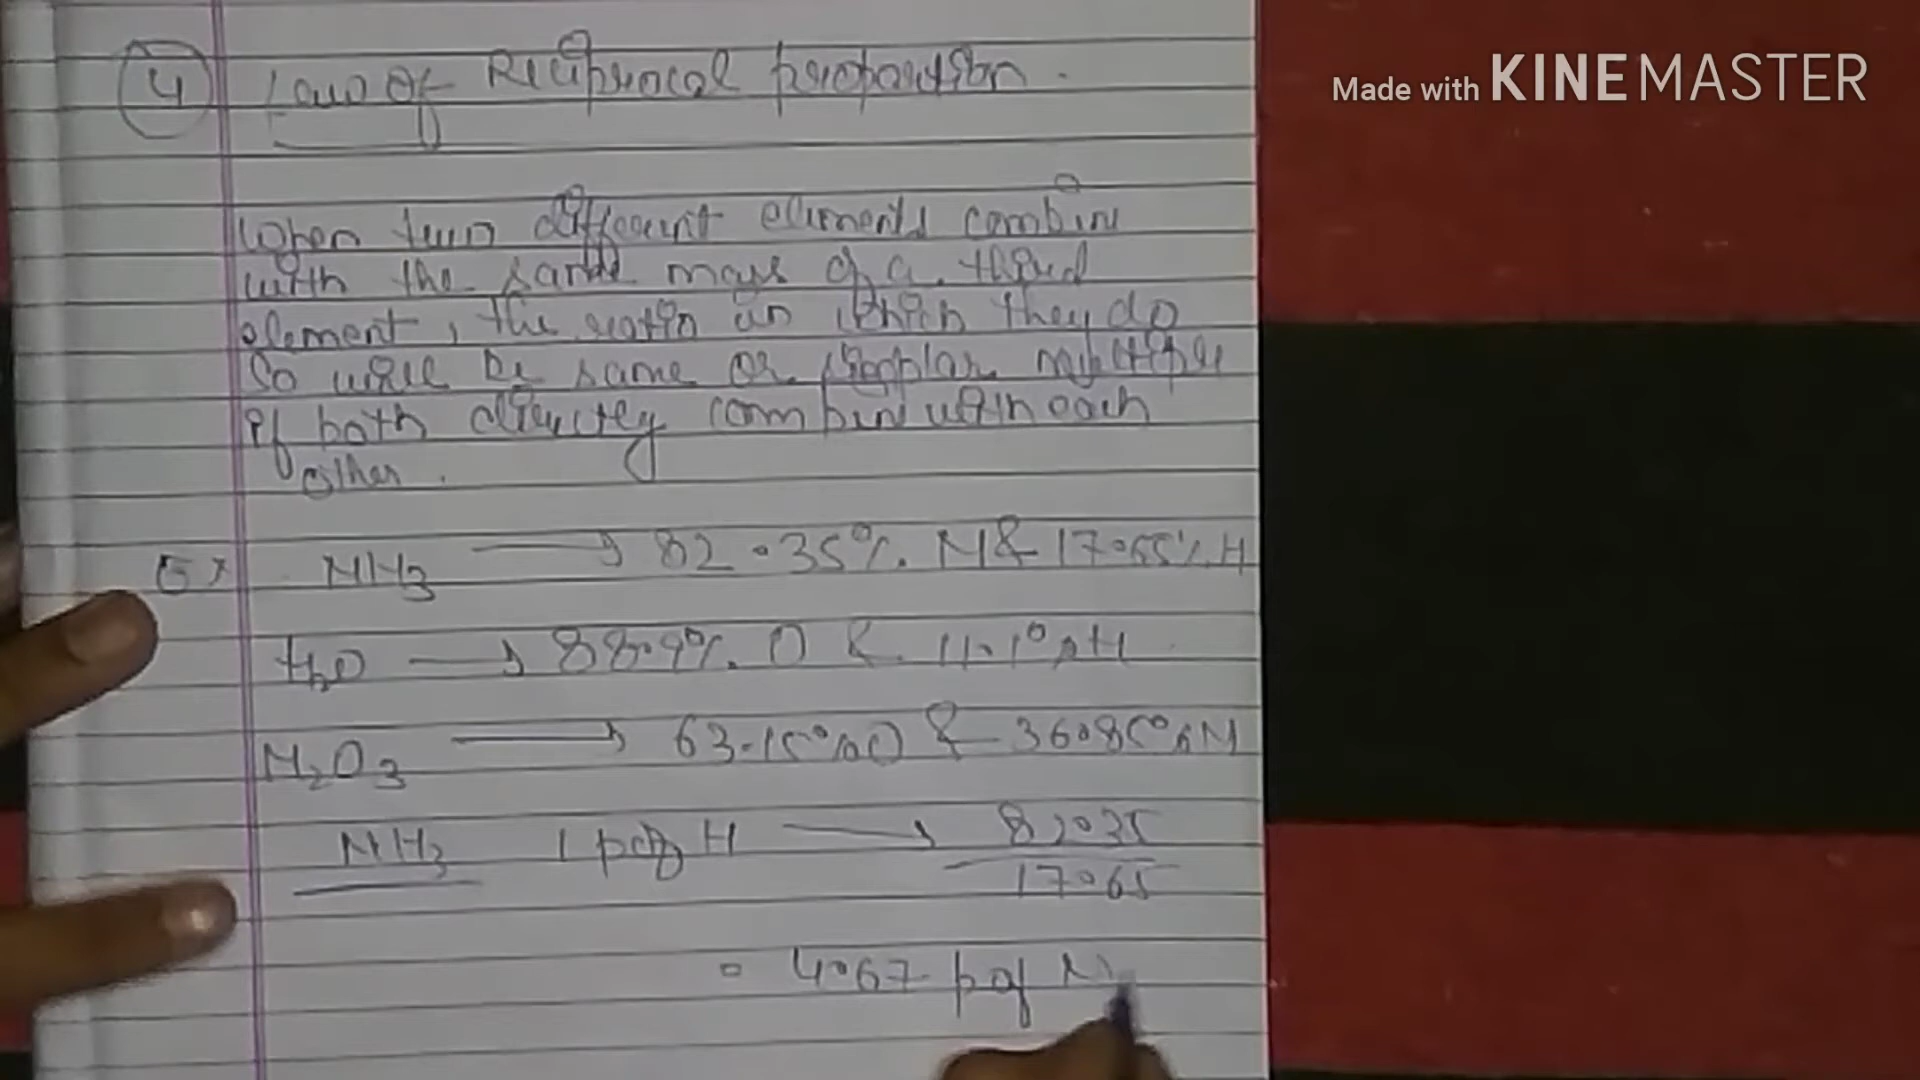 4 Law of Reciprocal proportion.
Made with KINEMASTER
When two different elements combine
with the same mass of a third
element, the ratio in which they do
so will be same or simplar multiple
if both directly combine with each
other.
Ex NH3 → 82.35% N & 17.65% H
H2O → 88.9% O & 11.1% H
N2O3 → 63.15% O & 36.85% N
NH3 1 p of H → 82.35
17.65
= 4.67 p of N